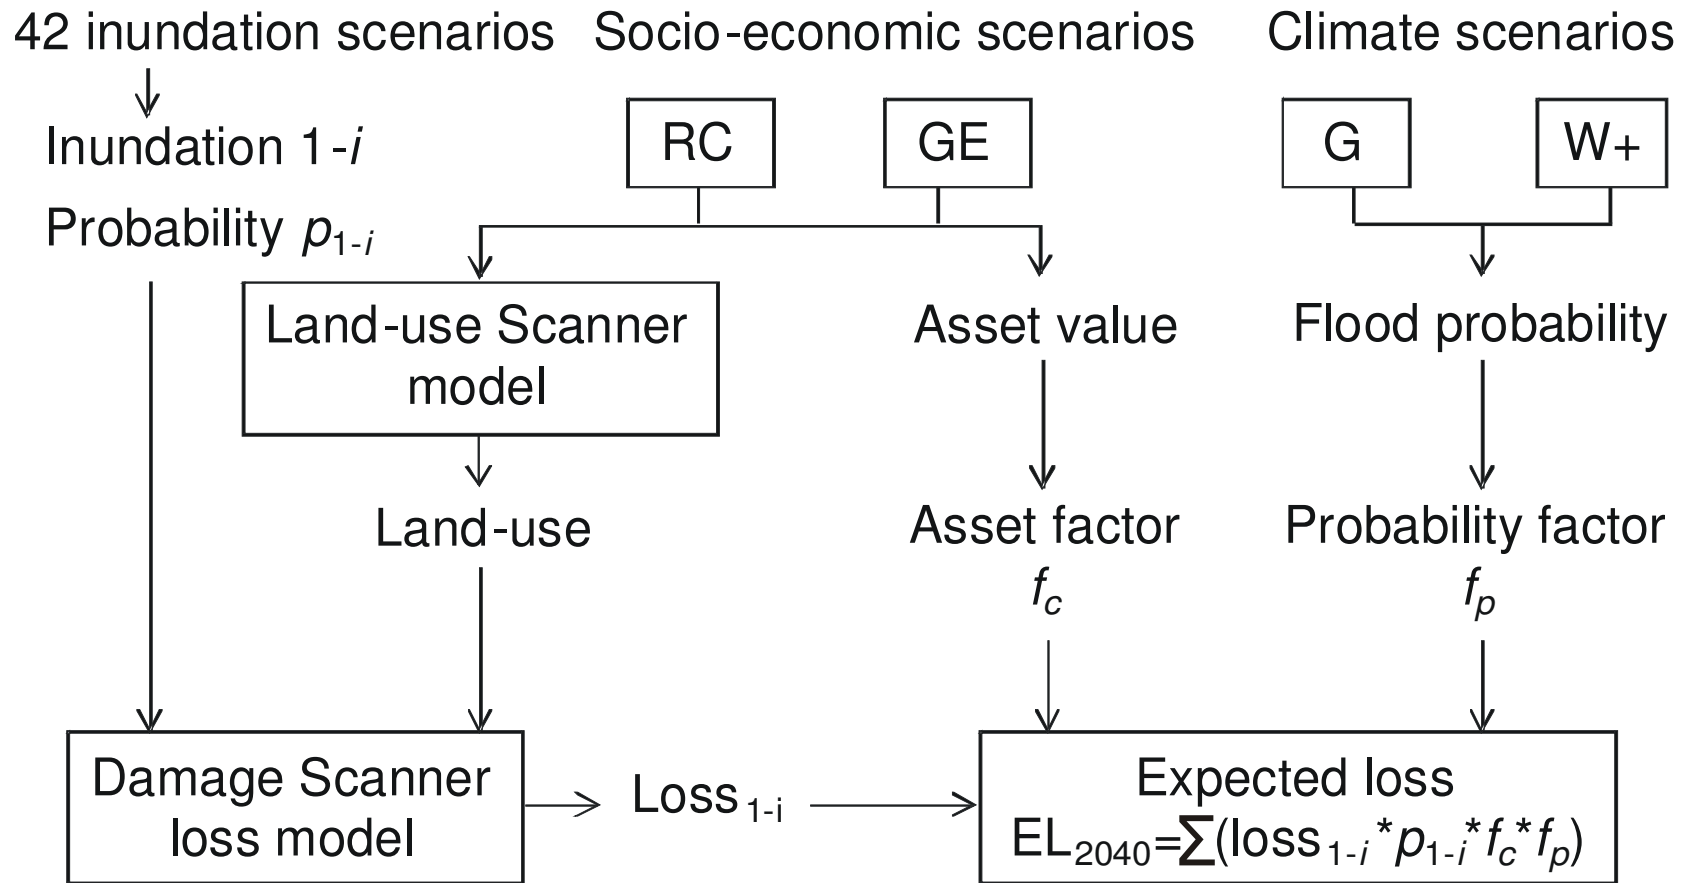 42 inundation scenarios
Socio-economic scenarios
Climate scenarios
Inundation 1-i
Probability p1-i
RC
GE
G
W+
Land-use Scanner
model
Asset value
Flood probability
Land-use
Asset factor
fc
Probability factor
fp
Damage Scanner
loss model
Loss 1-i
Expected loss
EL2040=∑(loss 1-i*p1-i*fc*fp)